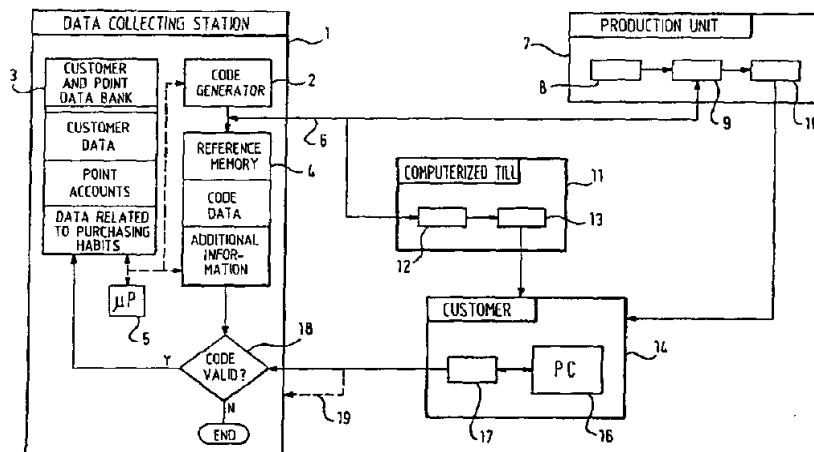 DATA COLLECTING STATION
1
3
CUSTOMER
AND POINT
DATA BANK
CUSTOMER
DATA
POINT
ACCOUNTS
DATA RELATED
TO PURCHASING
HABITS
CODE
GENERATOR
2
6
REFERENCE
MEMORY
4
CODE
DATA
ADDITIONAL
INFOR-
MATION
μP
5
18
CODE
VALID?
Y
N
END
19
PRODUCTION UNIT
7
8
9
10
COMPUTERIZED TILL
11
12
13
CUSTOMER
14
PC
17
16